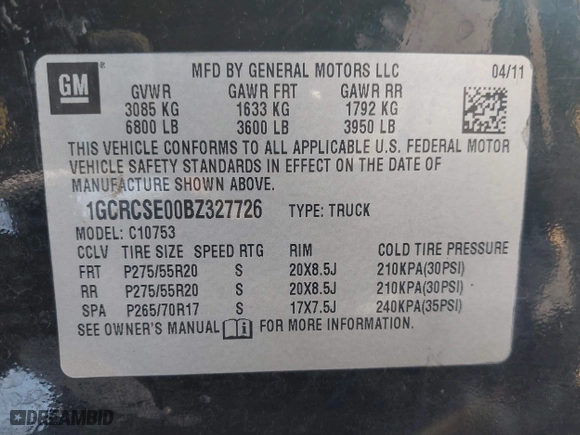 GM ®
MFD BY GENERAL MOTORS LLC 04/11
GVWR GAWR FRT GAWR RR
3085 KG 1633 KG 1792 KG
6800 LB 3600 LB 3950 LB
THIS VEHICLE CONFORMS TO ALL APPLICABLE U.S. FEDERAL MOTOR
VEHICLE SAFETY STANDARDS IN EFFECT ON THE DATE OF
MANUFACTURE SHOWN ABOVE.
1GCRCSE00BZ327726 TYPE: TRUCK
MODEL: C10753
CCLV TIRE SIZE SPEED RTG RIM COLD TIRE PRESSURE
FRT P275/55R20 S 20X8.5J 210KPA(30PSI)
RR P275/55R20 S 20X8.5J 210KPA(30PSI)
SPA P265/70R17 S 17X7.5J 240KPA(35PSI)
SEE OWNER'S MANUAL FOR MORE INFORMATION.
DREAMBID